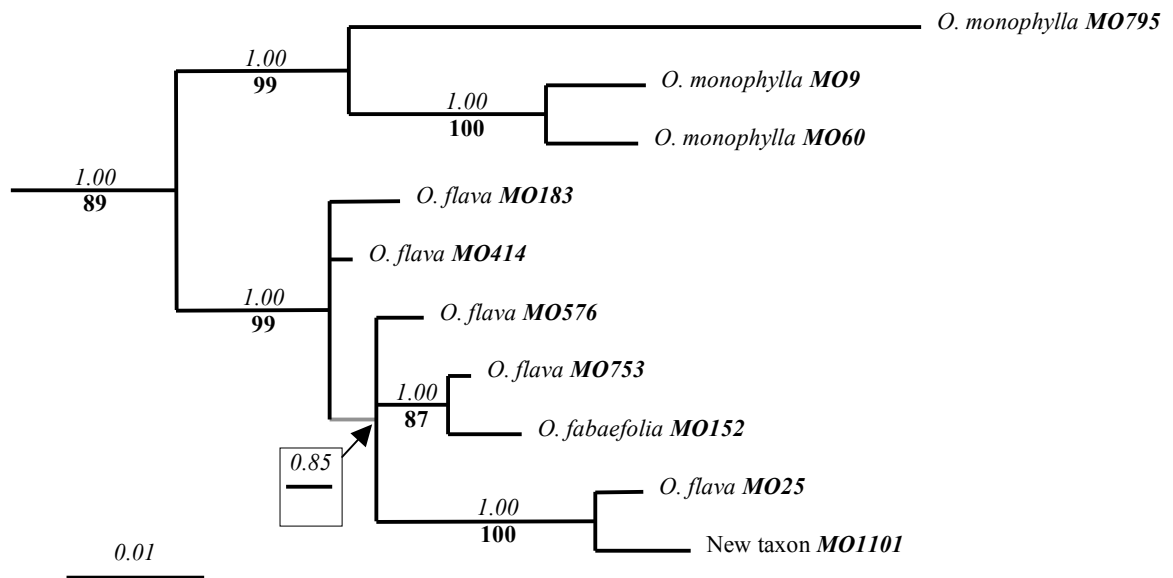 O. monophylla MO795
1.00
99
O. monophylla MO9
1.00
100
O. monophylla MO60
1.00
89
O. flava MO183
O. flava MO414
1.00
99
O. flava MO576
O. flava MO753
1.00
87
O. fabaefolia MO152
0.85
O. flava MO25
1.00
100
New taxon MO1101
0.01